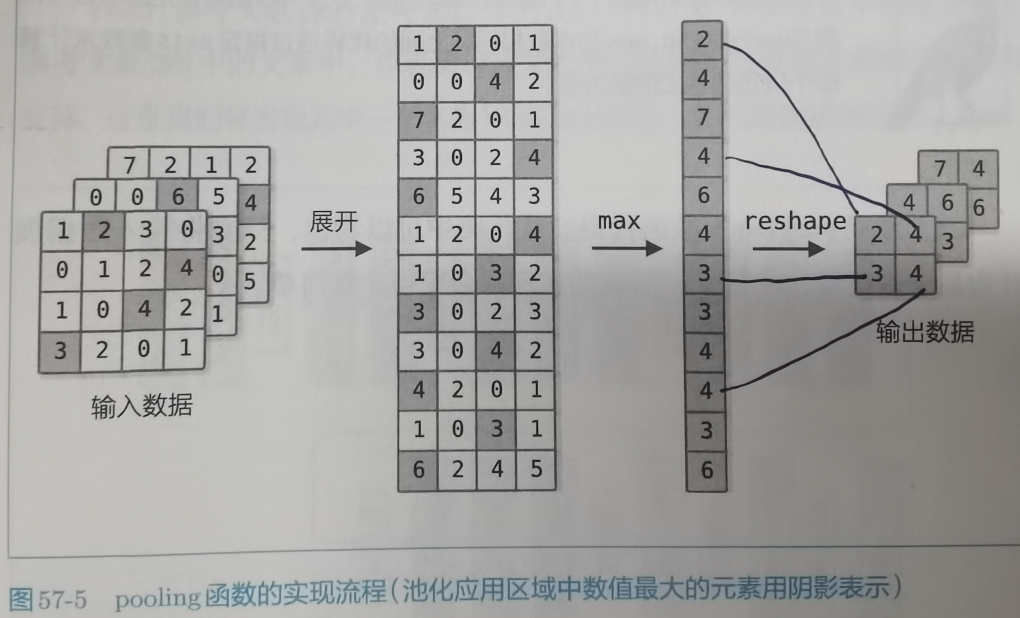 7 2 1 2
4
2
5
0 0 6 5
3
0
1
1 2 3 0
0 1 2 4
1 0 4 2
3 2 0 1
输入数据
展开
1 2 0 1
0 0 4 2
7 2 0 1
3 0 2 4
6 5 4 3
1 2 0 4
1 0 3 2
3 0 2 3
3 0 4 2
4 2 0 1
1 0 3 1
6 2 4 5
max
2
4
7
4
6
4
3
3
4
4
3
6
reshape
7 4
6
4 6
3
2 4
3 4
输出数据
图57-5 pooling函数的实现流程(池化应用区域中数值最大的元素用阴影表示)